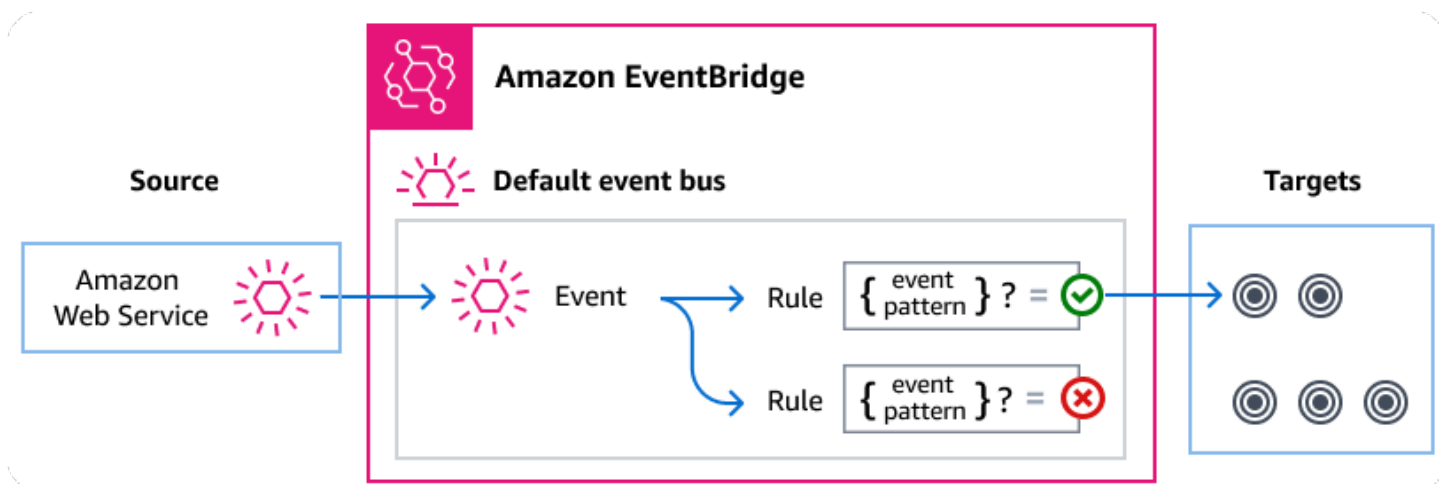 Amazon EventBridge
Source
Default event bus
Targets
Amazon
Web Service
Event
Rule
{ event
pattern } ? =
Rule
{ event
pattern } ? =